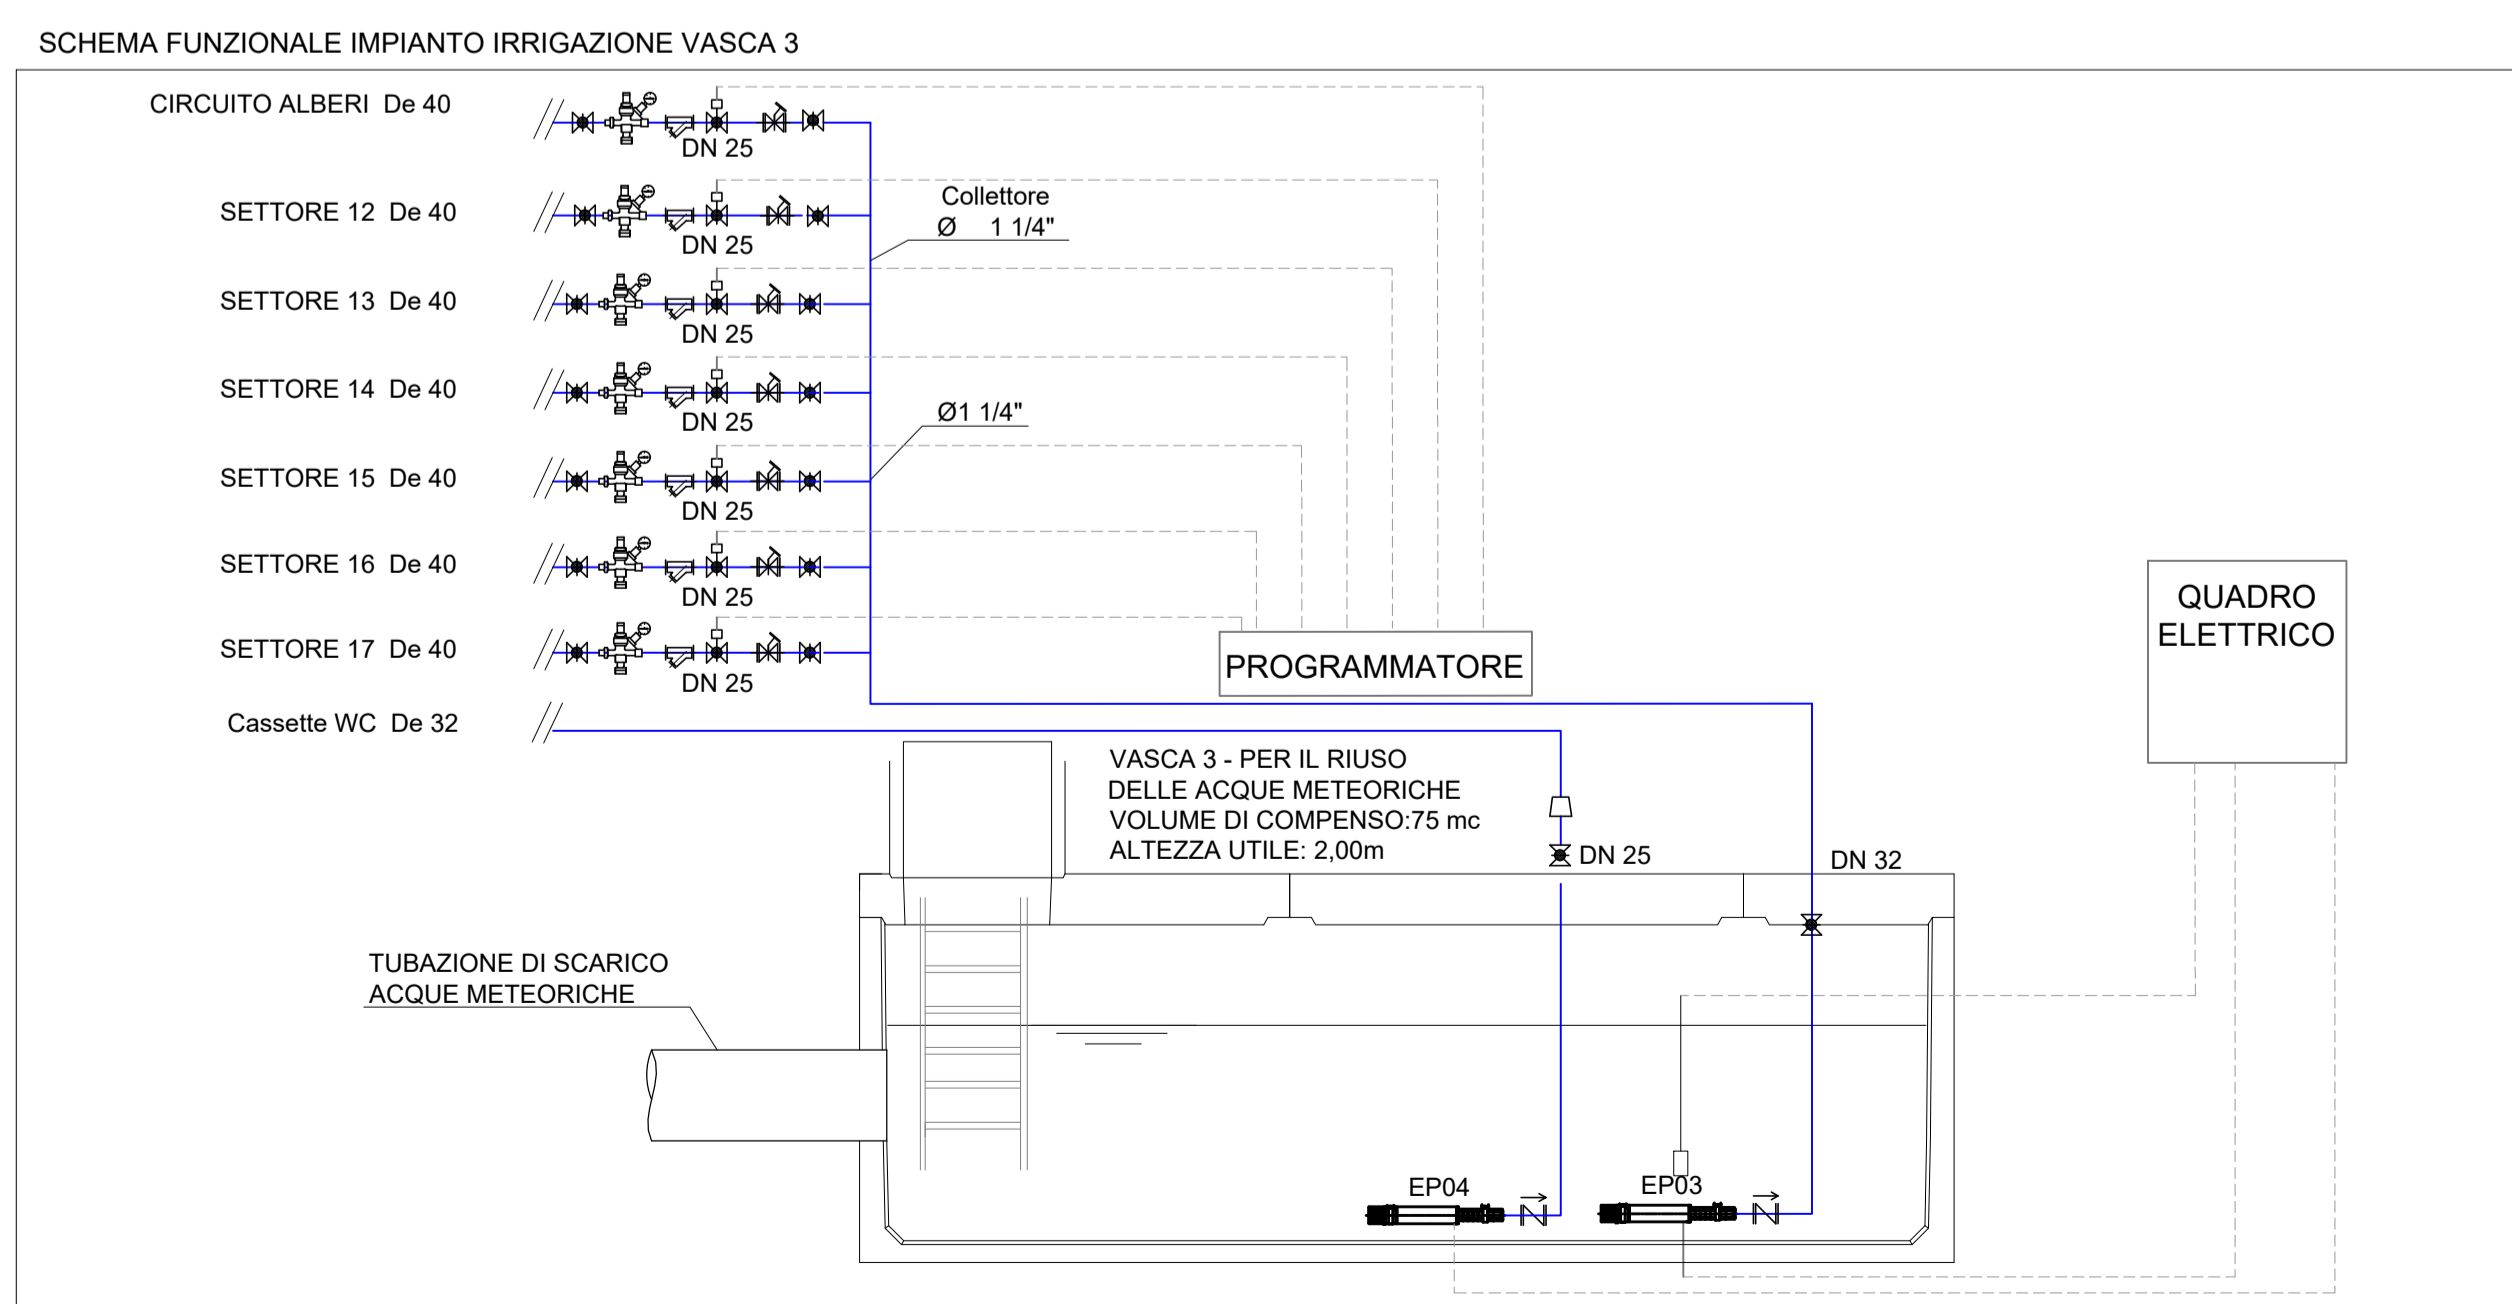 SCHEMA FUNZIONALE IMPIANTO IRRIGAZIONE VASCA 3
CIRCUITO ALBERI De 40
DN 25
SETTORE 12 De 40
DN 25
Collettore
Ø 1 1/4"
SETTORE 13 De 40
DN 25
SETTORE 14 De 40
DN 25
Ø1 1/4"
SETTORE 15 De 40
DN 25
SETTORE 16 De 40
DN 25
SETTORE 17 De 40
DN 25
PROGRAMMATORE
QUADRO
ELETTRICO
Cassette WC De 32
VASCA 3 - PER IL RIUSO
DELLE ACQUE METEORICHE
VOLUME DI COMPENSO:75 mc
ALTEZZA UTILE: 2,00m
DN 25
DN 32
TUBAZIONE DI SCARICO
ACQUE METEORICHE
EP04
EP03